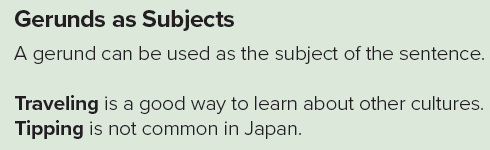 Gerunds as Subjects
A gerund can be used as the subject of the sentence.
Traveling is a good way to learn about other cultures.
Tipping is not common in Japan.